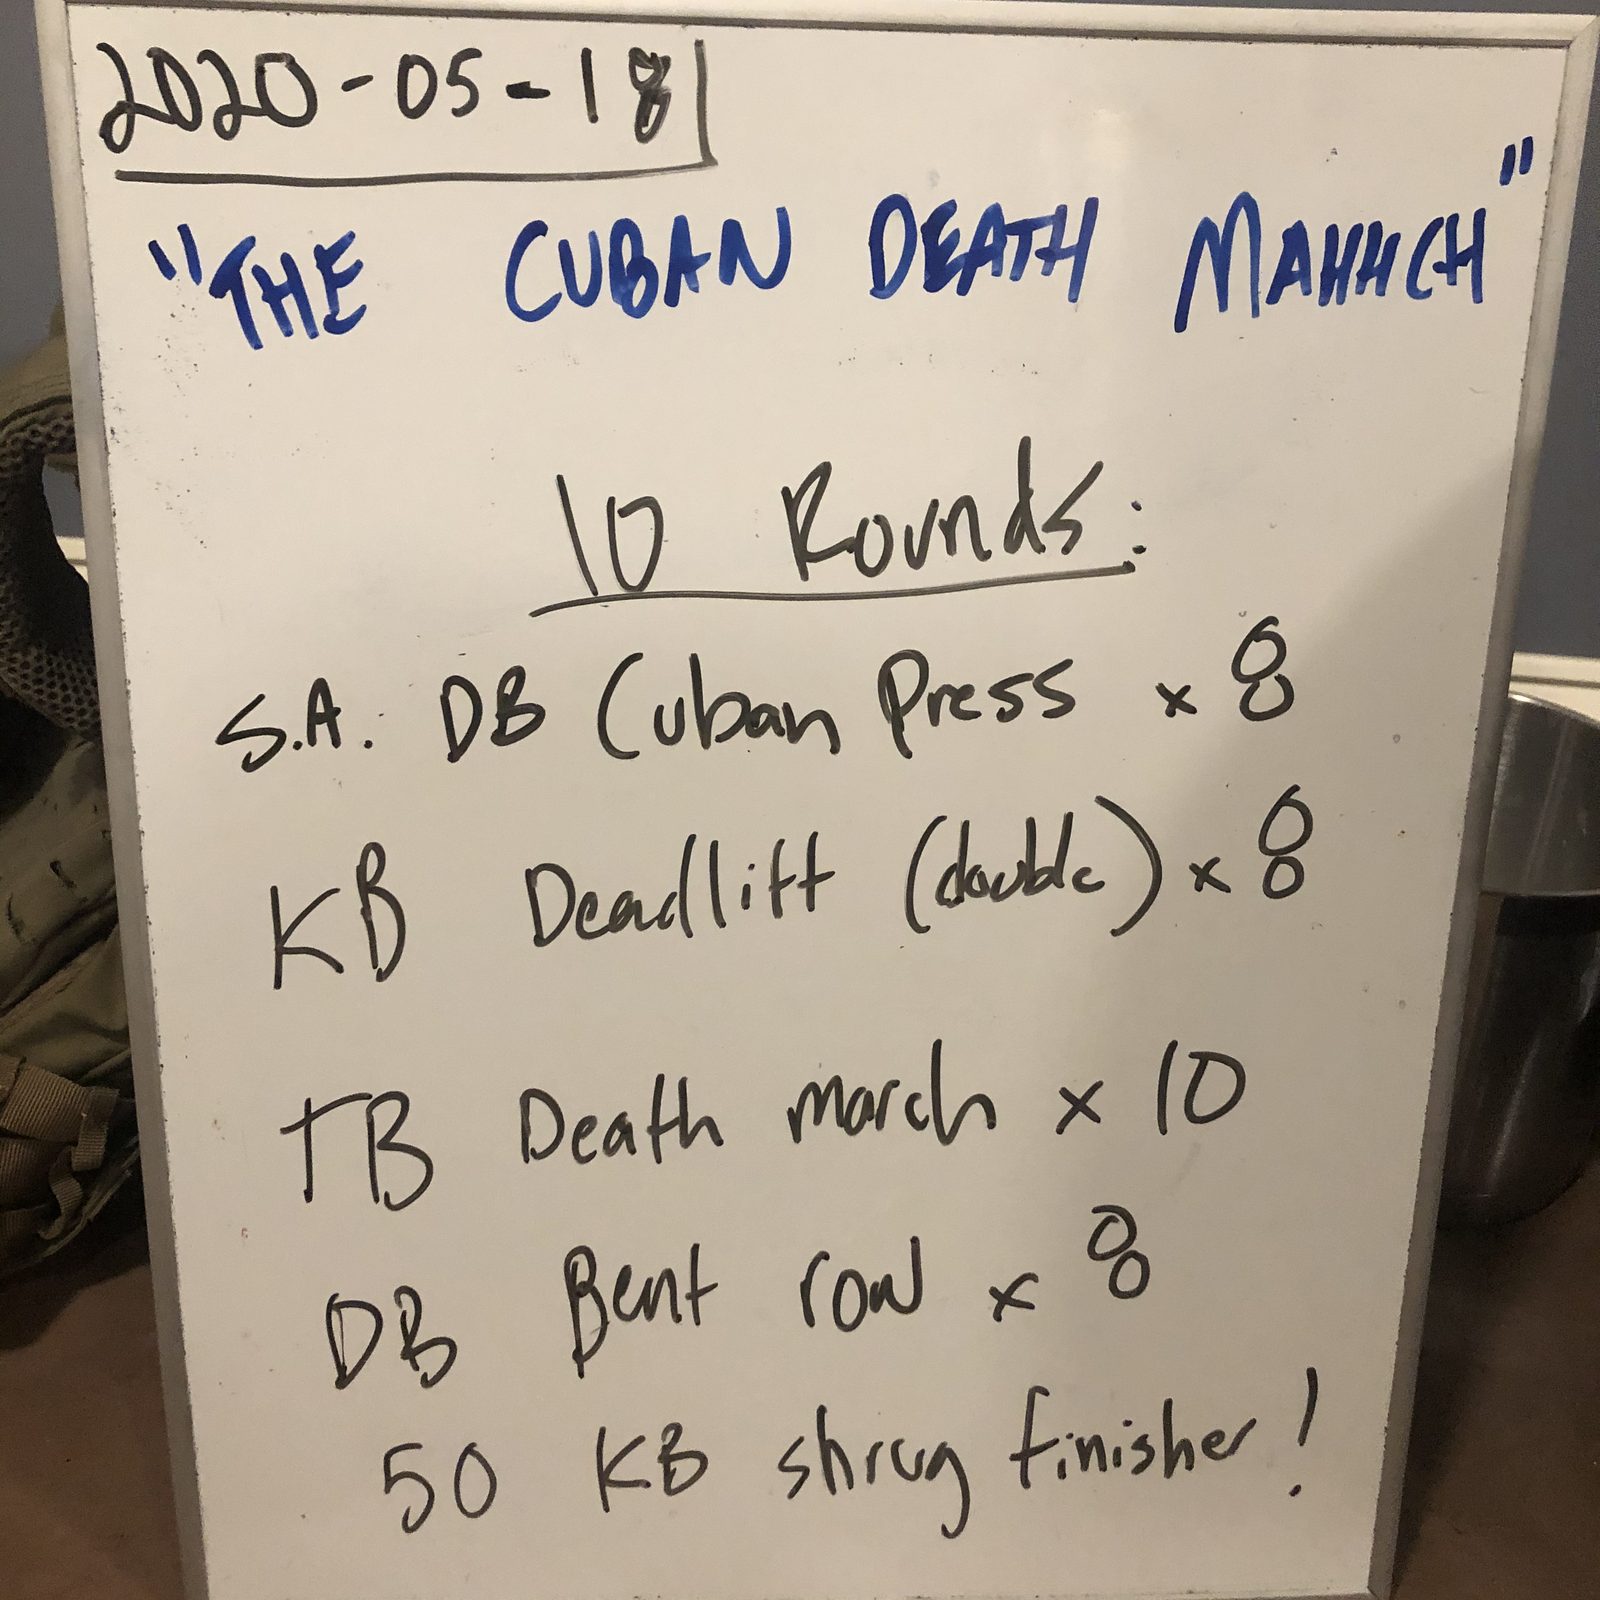 2020-05-18
"THE CUBAN DEATH MAHHCH"
10 Rounds:
S.A. DB Cuban Press x 8
KB Deadlift (double) x 8
TB Death march x 10
DB Bent row x 8
50 KB shrug finisher!